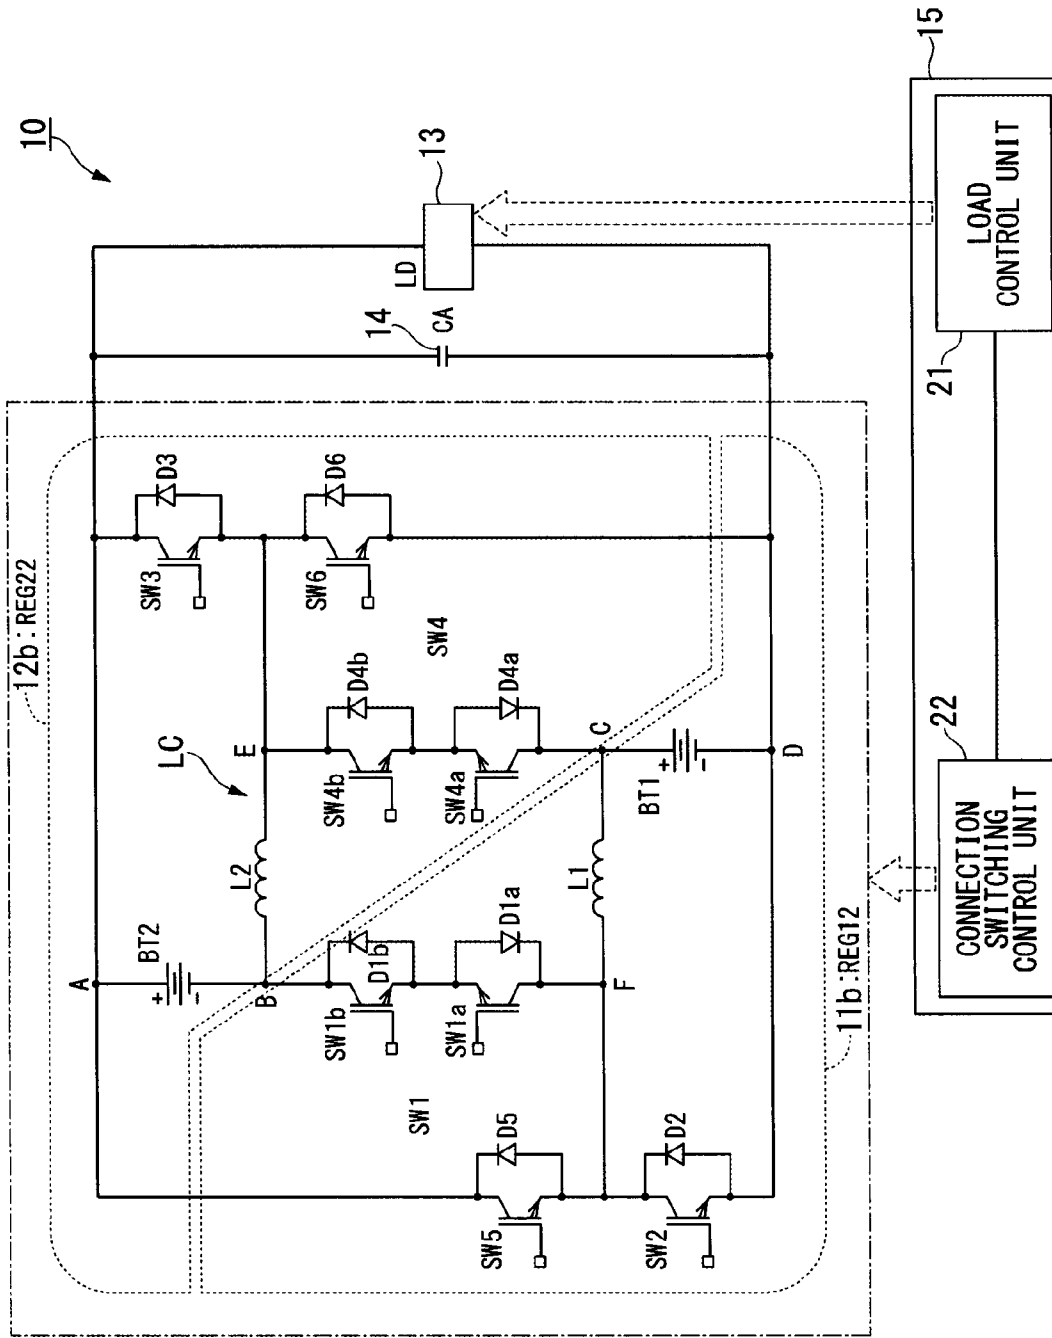 10
12b:REG22
A
BT2
+
-
B
L2
LC
E
SW3
D3
SW6
D6
SW4
SW4b
D4b
SW4a
D4a
C
+
-
BT1
D
SW1b
D1b
SW1a
D1a
SW1
F
L1
SW5
D5
SW2
D2
11b:REG12
14
CA
LD
13
15
21
LOAD
CONTROL UNIT
22
CONNECTION
SWITCHING
CONTROL UNIT